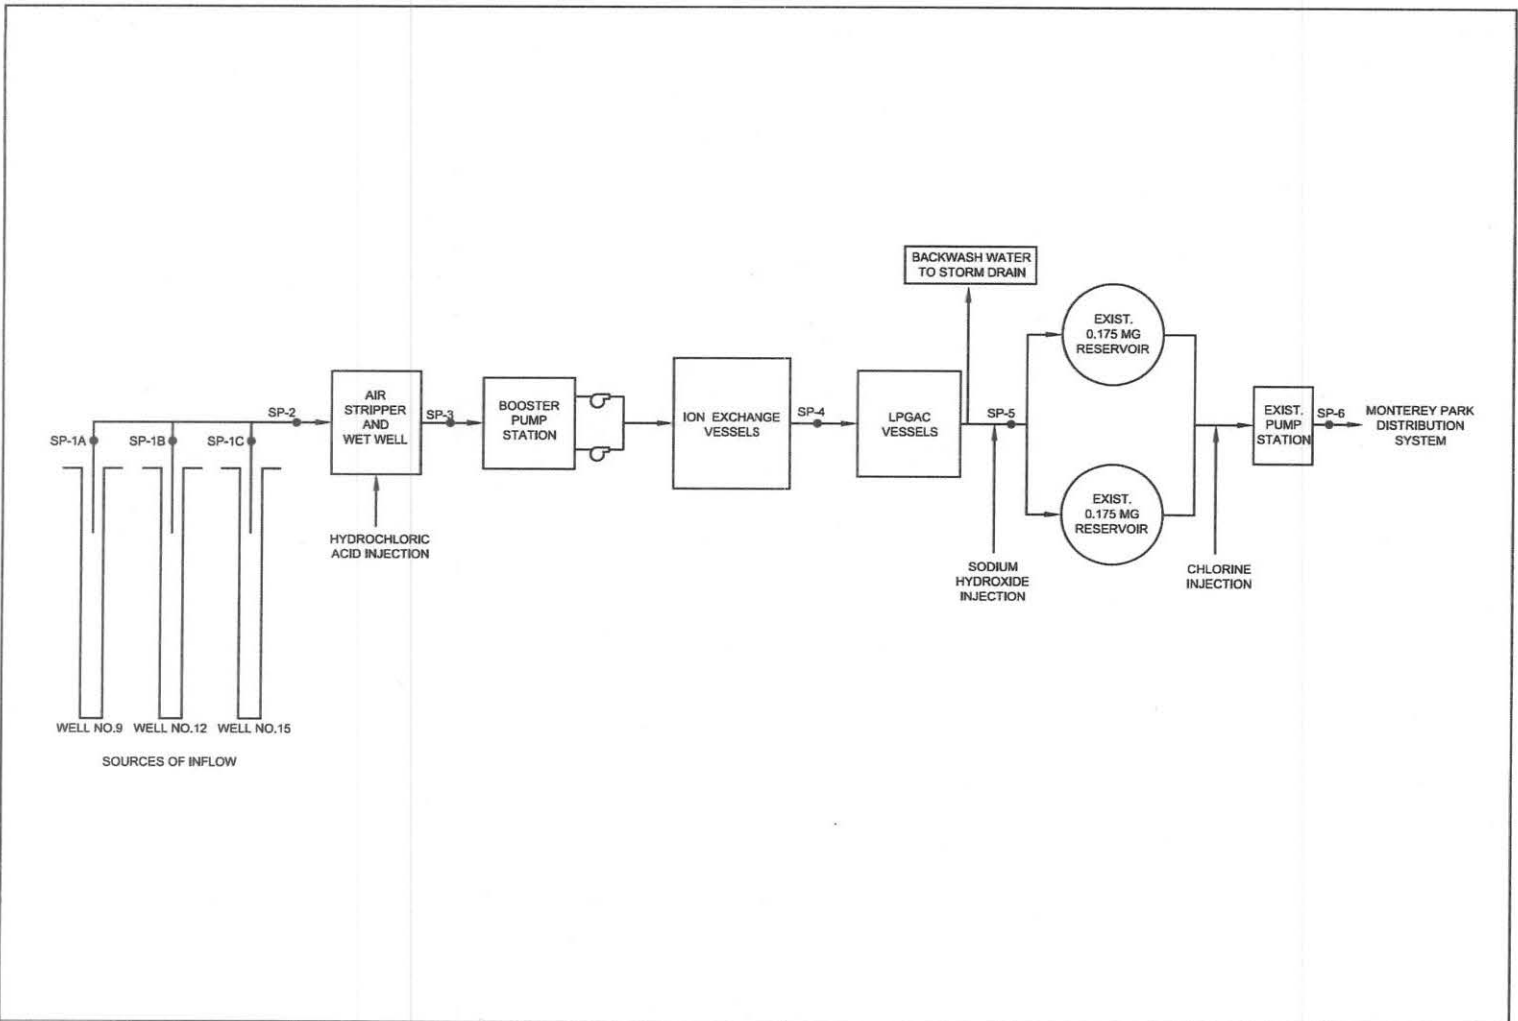 BACKWASH WATER
TO STORM DRAIN
EXIST.
0.175 MG
RESERVOIR
AIR
STRIPPER
AND
WET WELL
BOOSTER
PUMP
STATION
ION EXCHANGE
VESSELS
LPGAC
VESSELS
EXIST.
PUMP
STATION
MONTEREY PARK
DISTRIBUTION
SYSTEM
SP-1A
SP-1B
SP-1C
SP-2
SP-3
SP-4
SP-5
SP-6
EXIST.
0.175 MG
RESERVOIR
HYDROCHLORIC
ACID INJECTION
SODIUM
HYDROXIDE
INJECTION
CHLORINE
INJECTION
WELL NO.9
WELL NO.12
WELL NO.15
SOURCES OF INFLOW